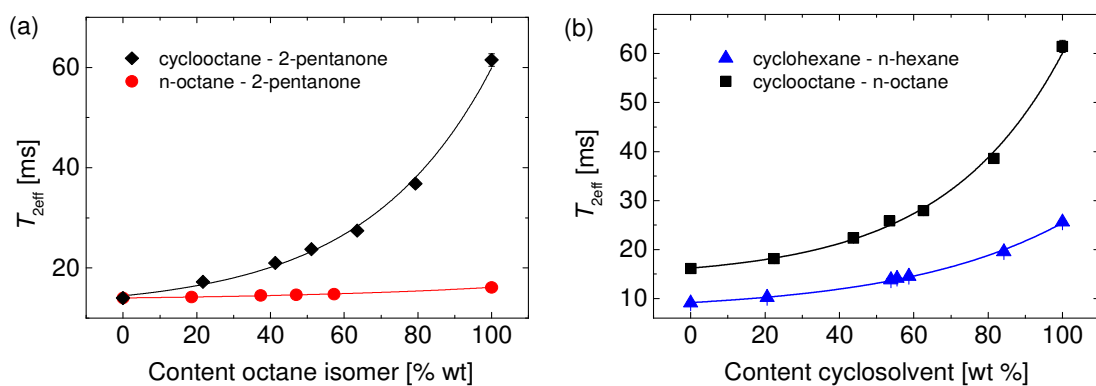 (a)
cyclooctane - 2-pentanone
n-octane - 2-pentanone
60
40
20
T2eff [ms]
0 20 40 60 80 100
Content octane isomer [% wt]
(b)
cyclohexane - n-hexane
cyclooctane - n-octane
60
50
40
30
20
10
T2eff [ms]
0 20 40 60 80 100
Content cyclosolvent [wt %]